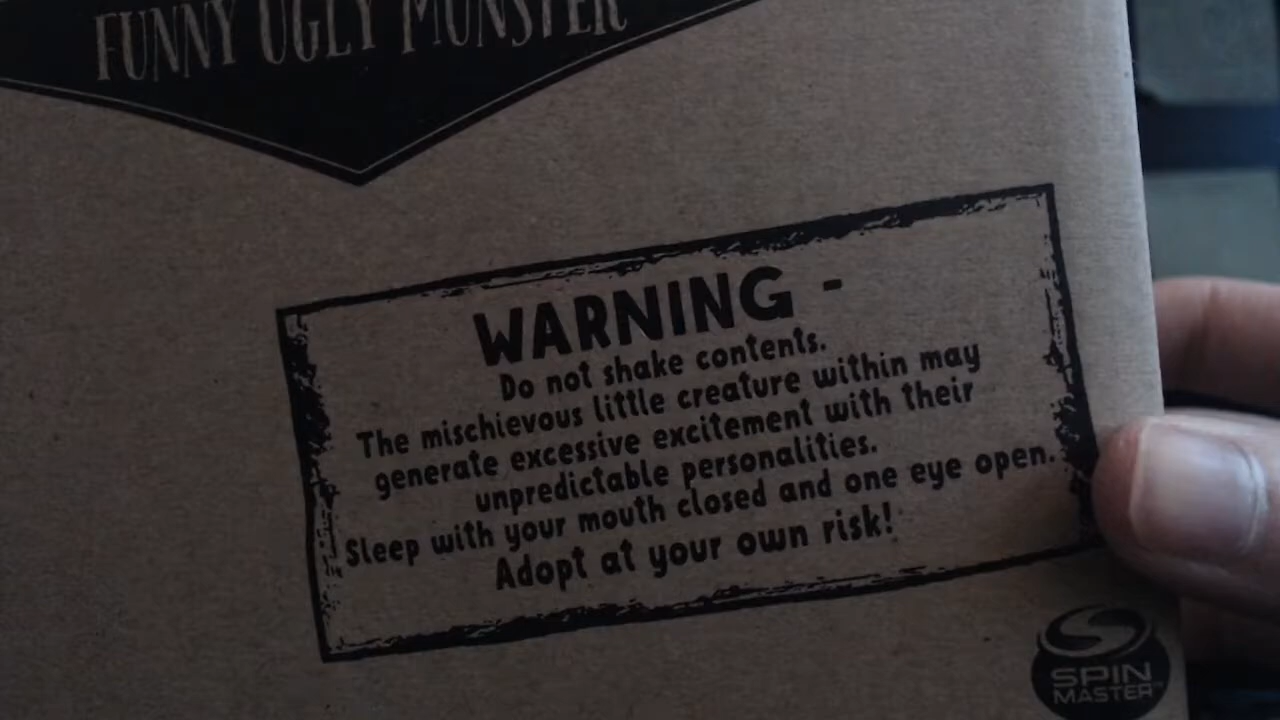 FUNNY UGLY MONSTER
WARNING -
Do not shake contents.
The mischievous little creature within may
generate excessive excitement with their
unpredictable personalities.
Sleep with your mouth closed and one eye open.
Adopt at your own risk!
SPIN
MASTER™